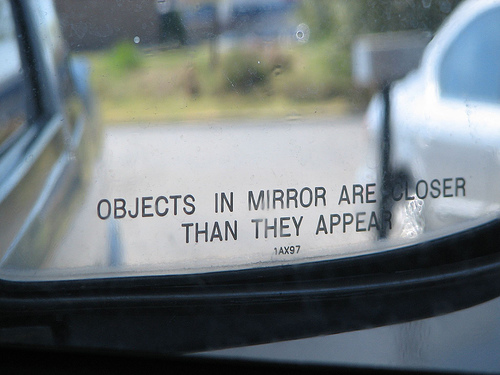 OBJECTS IN MIRROR ARE CLOSER
THAN THEY APPEAR
1AX97